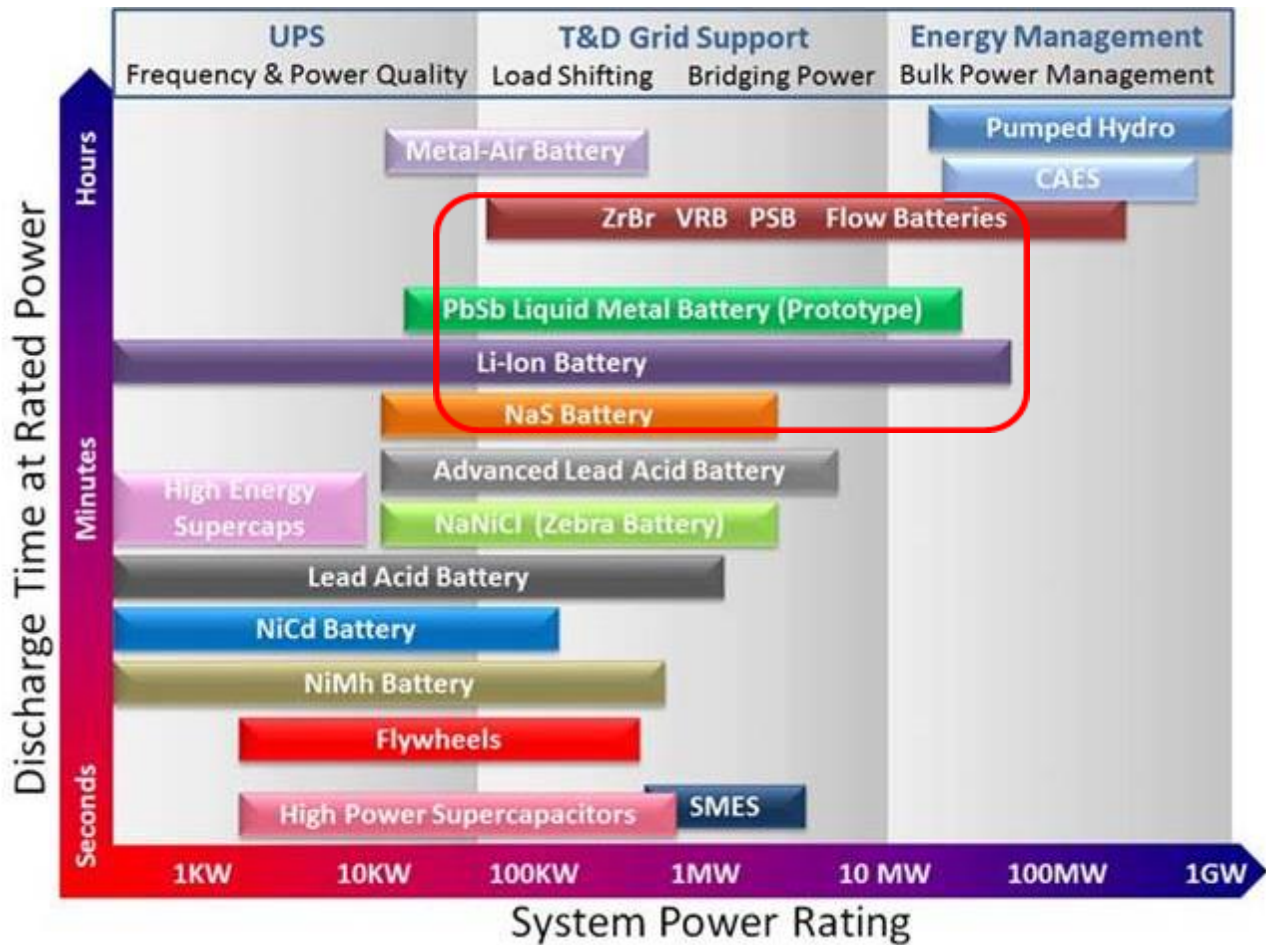 UPS
T&D Grid Support
Energy Management
Frequency & Power Quality
Load Shifting
Bridging Power
Bulk Power Management
Discharge Time at Rated Power
Hours
Minutes
Seconds
Pumped Hydro
Metal-Air Battery
CAES
ZrBr VRB PSB Flow Batteries
PbSb Liquid Metal Battery (Prototype)
Li-Ion Battery
NaS Battery
Advanced Lead Acid Battery
High Energy
Supercaps
NaNiCl (Zebra Battery)
Lead Acid Battery
NiCd Battery
NiMh Battery
Flywheels
SMES
High Power Supercapacitors
1KW 10KW 100KW 1MW 10 MW 100MW 1GW
System Power Rating